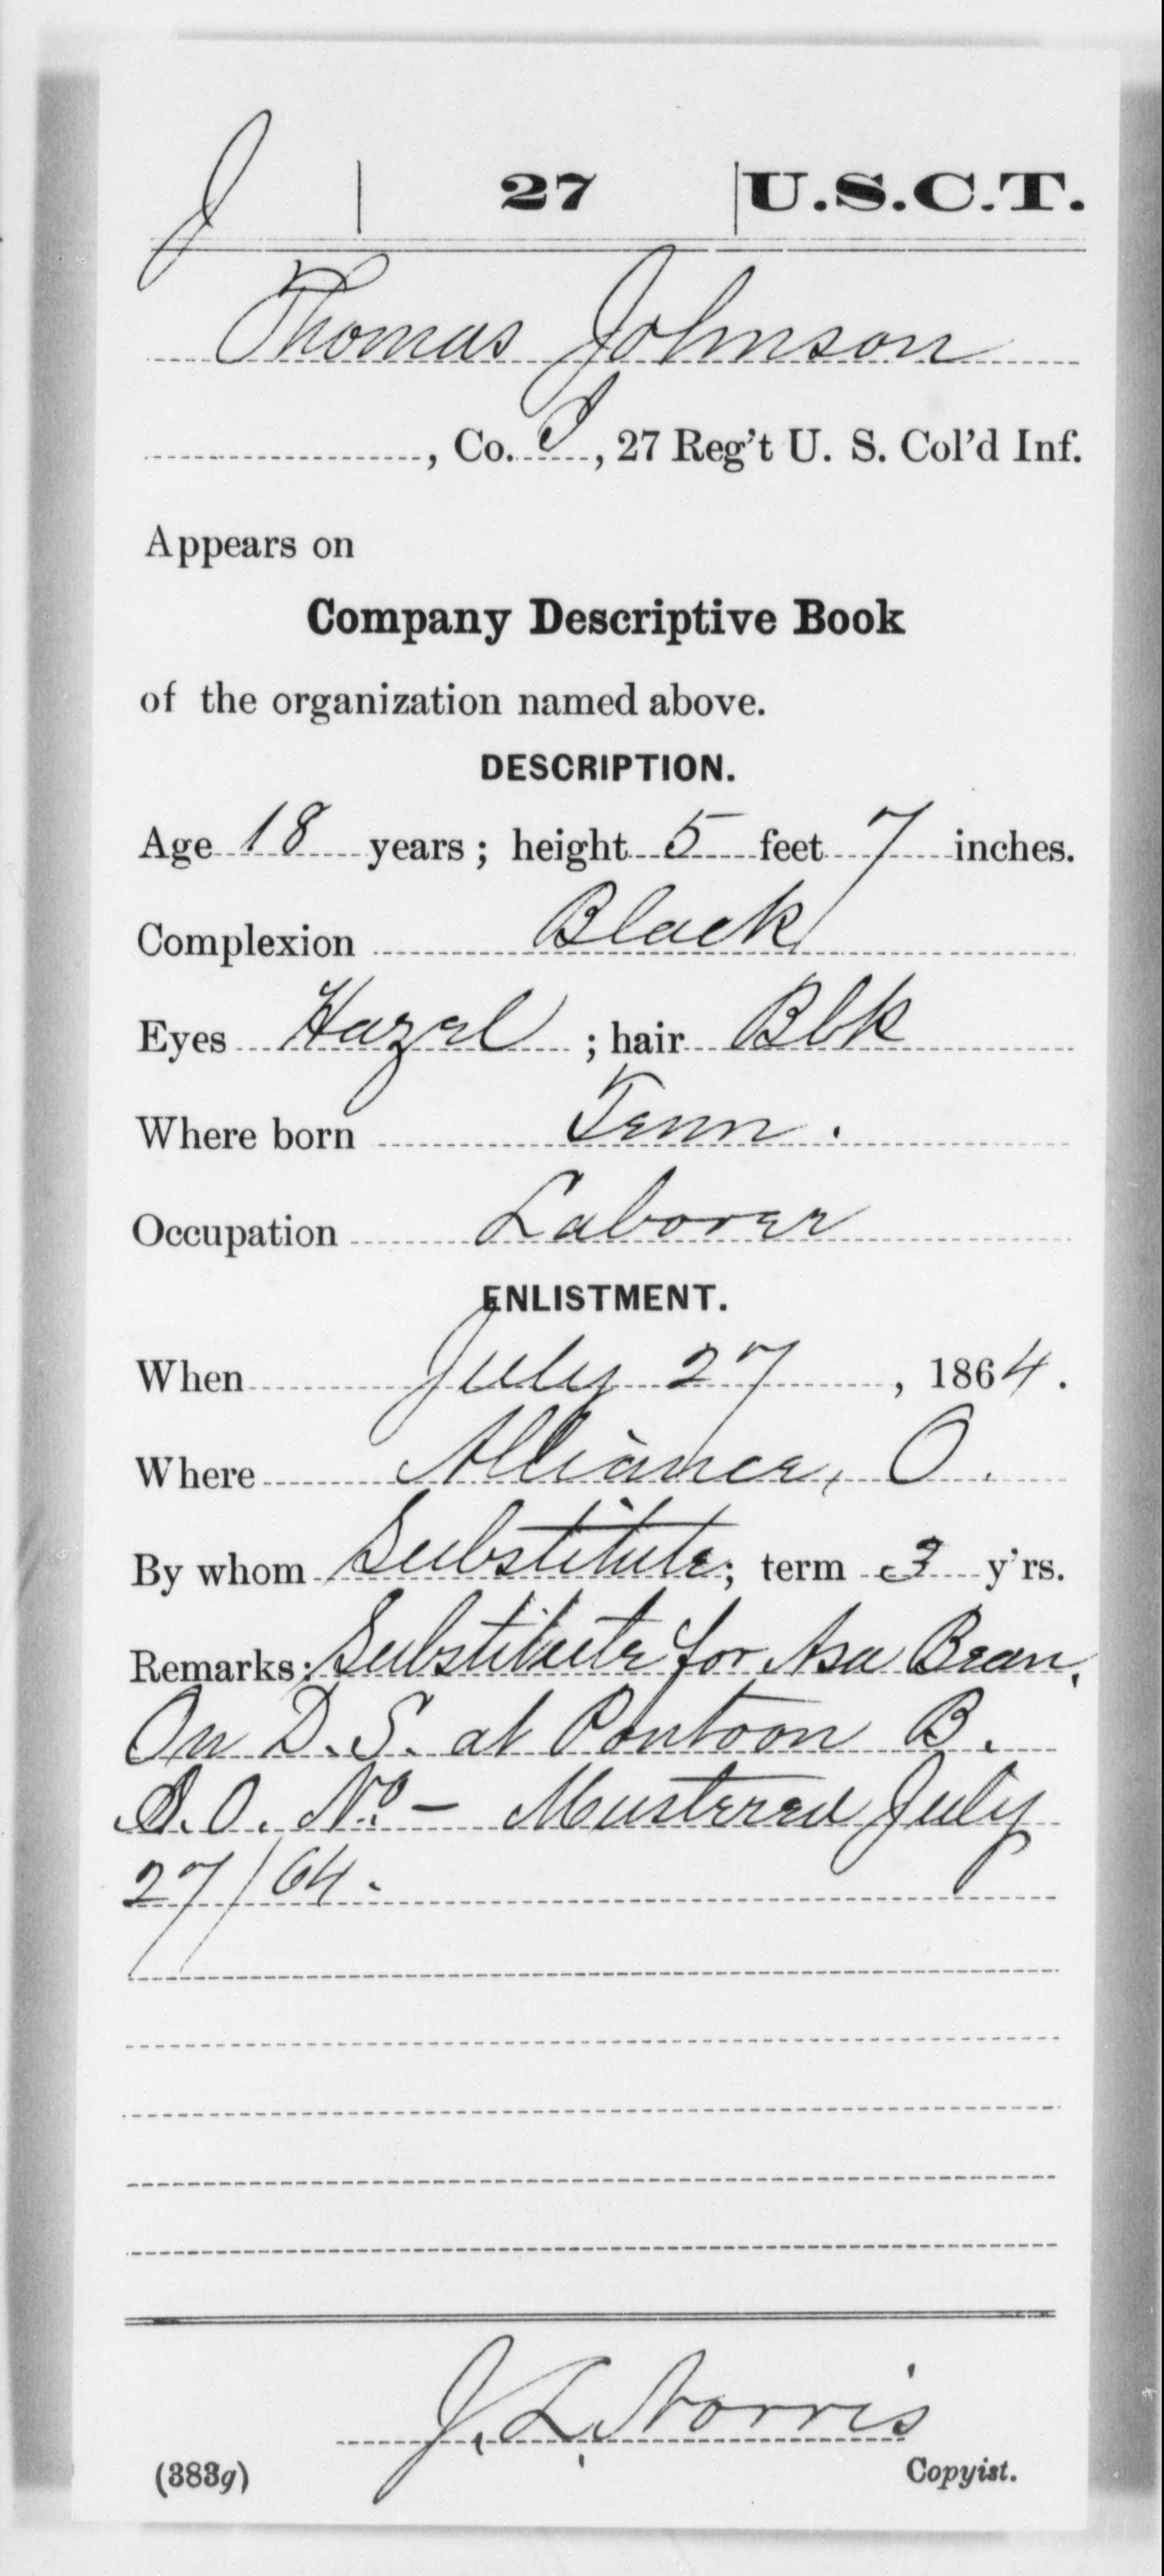 J | 27 | U.S.C.T.
Thomas Johnson
, Co. I, 27 Reg't U. S. Col'd Inf.
Appears on
Company Descriptive Book
of the organization named above.
DESCRIPTION.
Age 18 years; height 5 feet 7 inches.
Complexion Black
Eyes Hazel; hair Blk
Where born Tenn.
Occupation Laborer
ENLISTMENT.
When July 27, 1864.
Where Alliance, O.
By whom Substitute; term 3 y'rs.
Remarks: Substitute for Asa Bean.
On D.S. at Pontoon B.
S.O. No. – Mustered July
27/64.
J. L. Norris
(383g) Copyist.